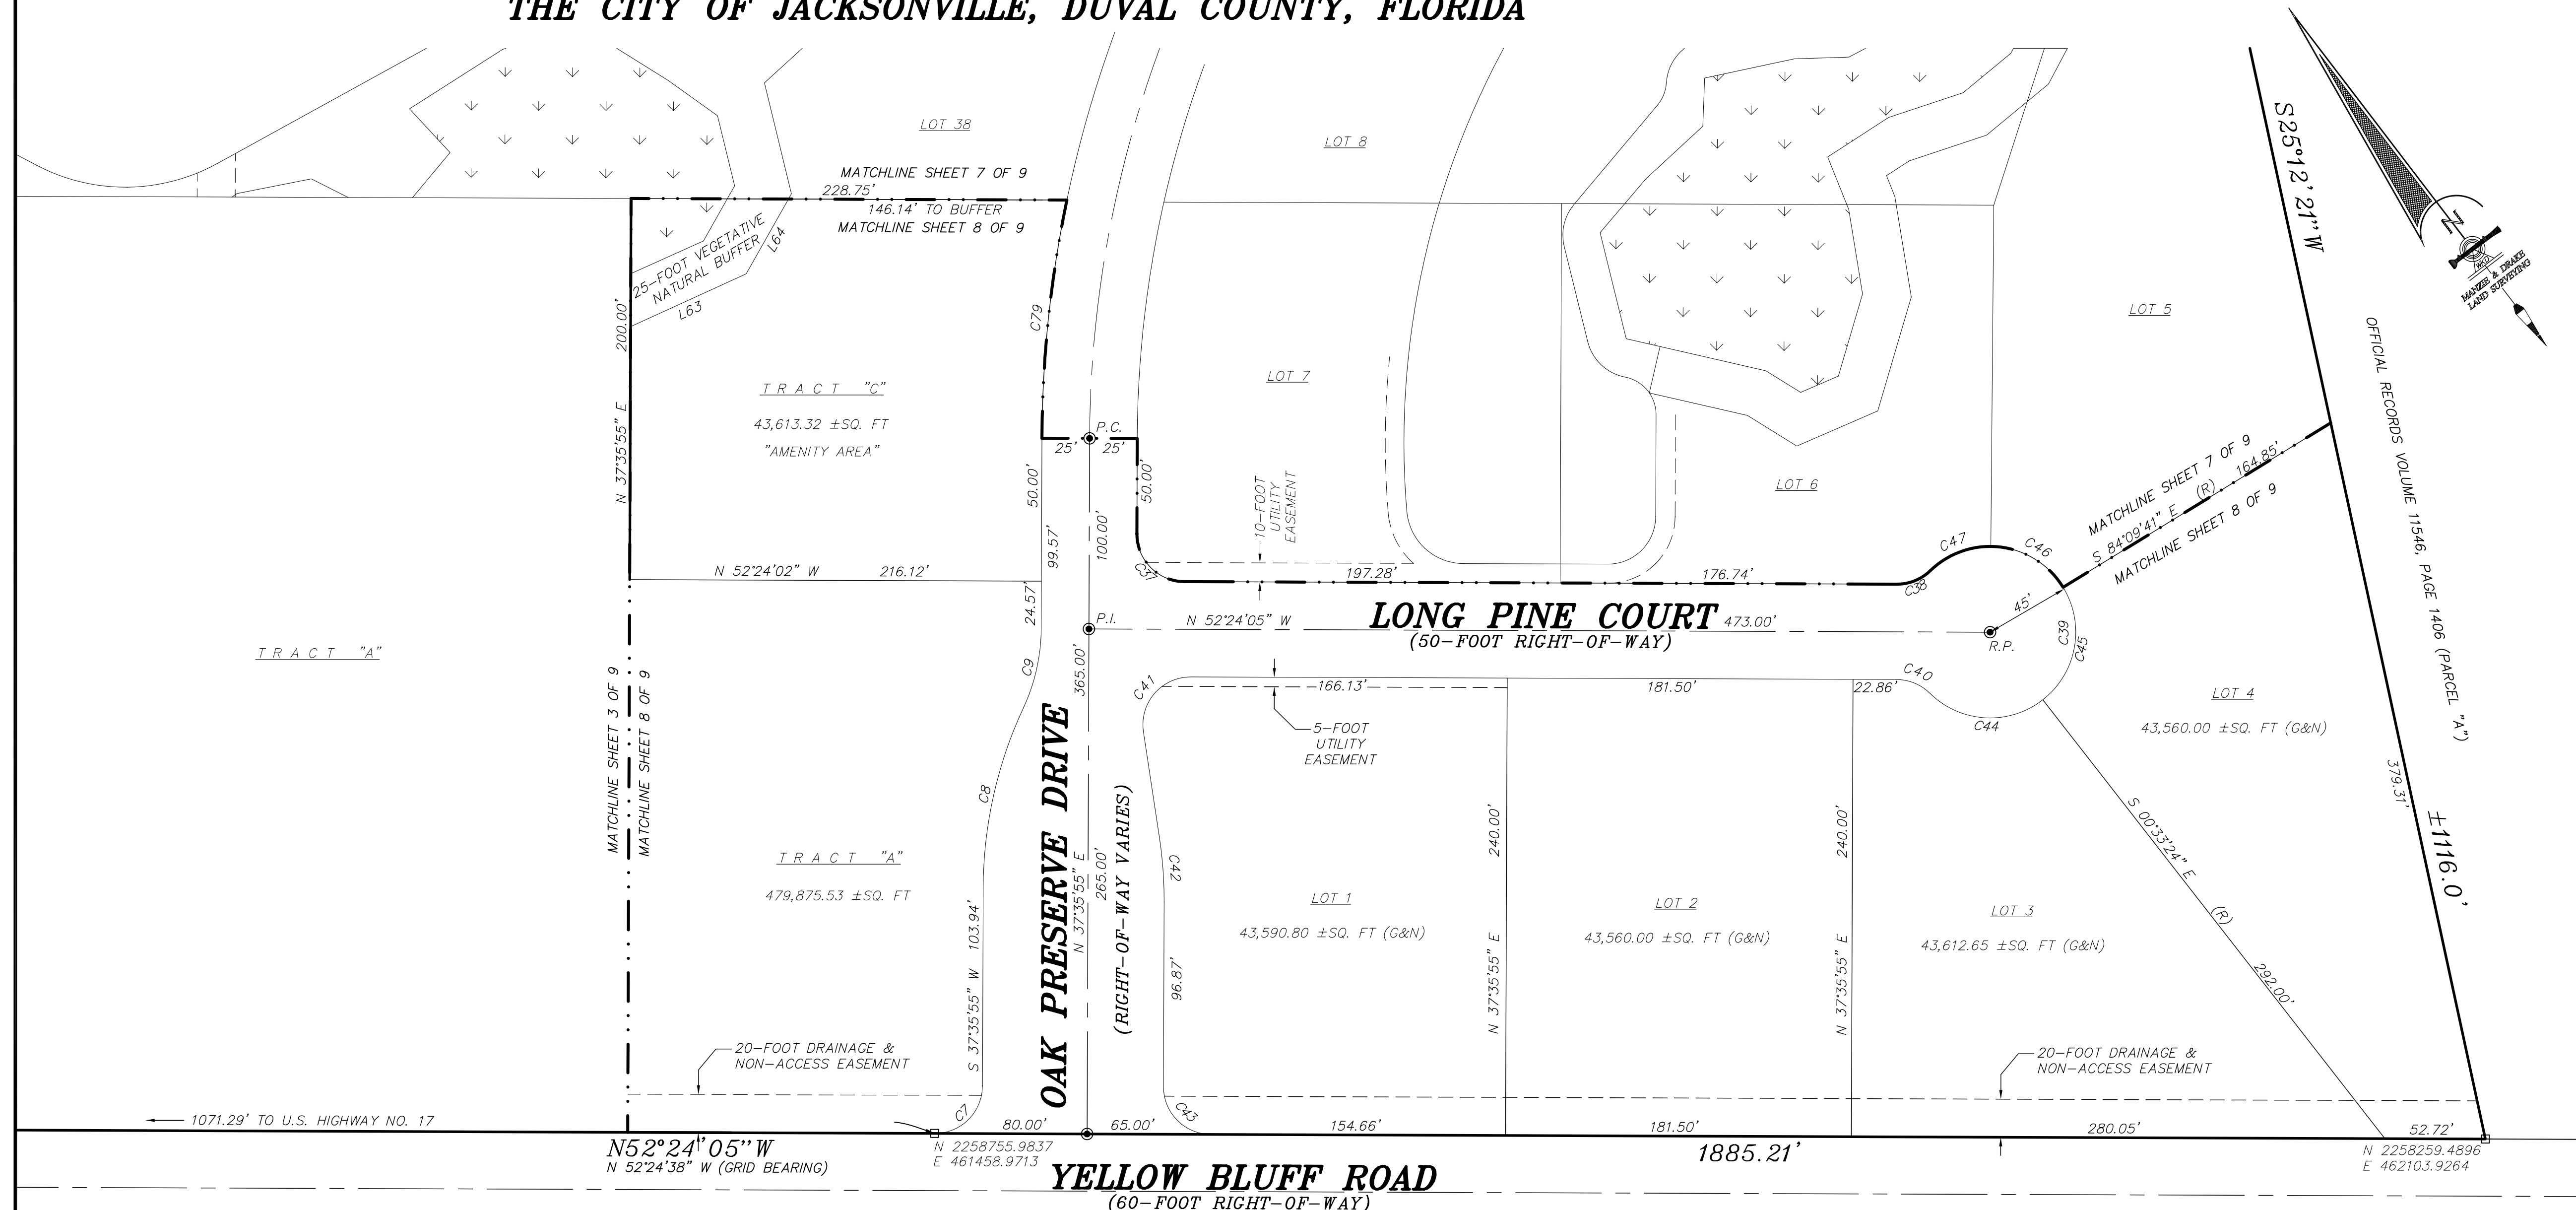 THE CITY OF JACKSONVILLE, DUVAL COUNTY, FLORIDA
LOT 38
MATCHLINE SHEET 7 OF 9
228.75'
146.14' TO BUFFER
MATCHLINE SHEET 8 OF 9
25-FOOT VEGETATIVE
NATURAL BUFFER
L64
L63
200.00'
N 37°35'55" E
TRACT "C"
43,613.32 ±SQ. FT
"AMENITY AREA"
C79
N 52°24'02" W
216.12'
P.C.
25'
25'
50.00'
50.00'
99.57'
100.00'
24.57'
C31
P.I.
LOT 8
LOT 7
10-FOOT
UTILITY
EASEMENT
197.28'
176.74'
LOT 6
LOT 5
C38
C47
C46
MATCHLINE SHEET 7 OF 9
S 84°09'41" E
(R)
164.85'
MATCHLINE SHEET 8 OF 9
S25°12'21"W
N
MANZIE & DRAKE
LAND SURVEYING
OFFICIAL RECORDS VOLUME 11546, PAGE 1406 (PARCEL "A")
379.31'
±1116.0'
N 52°24'05" W
LONG PINE COURT
473.00'
(50-FOOT RIGHT-OF-WAY)
45'
R.P.
C39
C45
C40
C44
LOT 4
43,560.00 ±SQ. FT (G&N)
S 00°33'24" E
(R)
292.00'
TRACT "A"
MATCHLINE SHEET 3 OF 9
MATCHLINE SHEET 8 OF 9
TRACT "A"
479,875.53 ±SQ. FT
C9
C8
365.00'
C41
166.13'
181.50'
22.86'
5-FOOT
UTILITY
EASEMENT
OAK PRESERVE DRIVE
(RIGHT-OF-WAY VARIES)
N 37°35'55" E
265.00'
S 37°35'55" W
103.94'
C42
96.87'
C43
C7
LOT 1
43,590.80 ±SQ. FT (G&N)
240.00'
N 37°35'55" E
LOT 2
43,560.00 ±SQ. FT (G&N)
240.00'
N 37°35'55" E
LOT 3
43,612.65 ±SQ. FT (G&N)
20-FOOT DRAINAGE &
NON-ACCESS EASEMENT
20-FOOT DRAINAGE &
NON-ACCESS EASEMENT
1071.29' TO U.S. HIGHWAY NO. 17
80.00'
65.00'
154.66'
181.50'
280.05'
52.72'
N52°24'05"W
N 52°24'38" W (GRID BEARING)
N 2258755.9837
E 461458.9713
1885.21'
N 2258259.4896
E 462103.9264
YELLOW BLUFF ROAD
(60-FOOT RIGHT-OF-WAY)